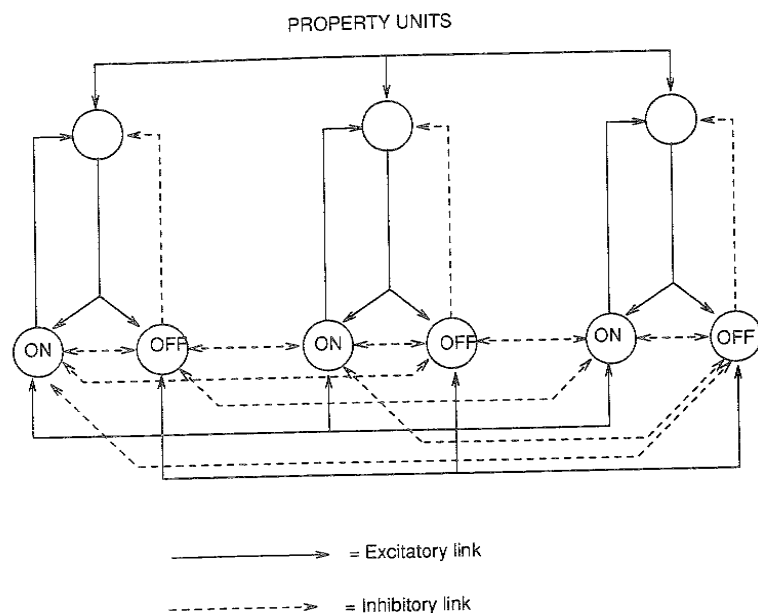 PROPERTY UNITS
ON
OFF
ON
OFF
ON
OFF
= Excitatory link
= Inhibitory link